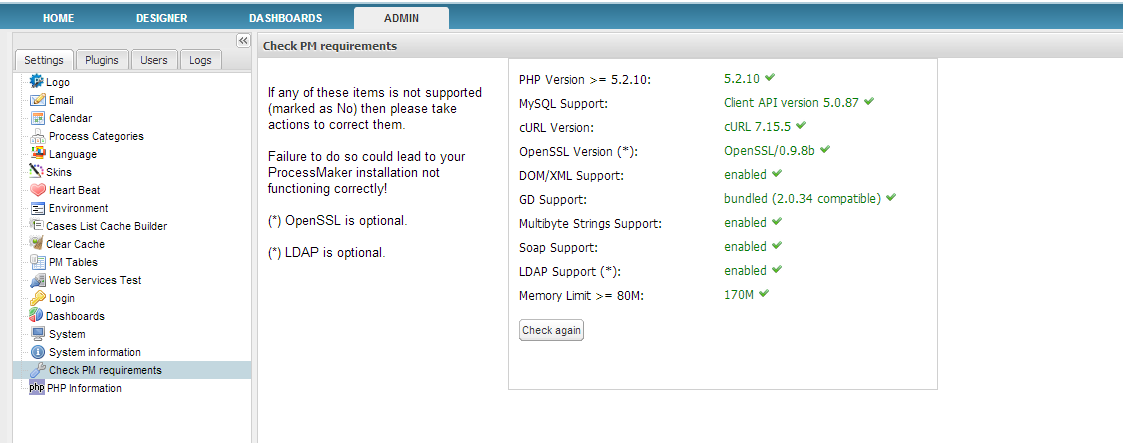 HOME DESIGNER DASHBOARDS ADMIN
Settings Plugins Users Logs
Logo
Email
Calendar
Process Categories
Language
Skins
Heart Beat
Environment
Cases List Cache Builder
Clear Cache
PM Tables
Web Services Test
Login
Dashboards
System
System information
Check PM requirements
php PHP Information
Check PM requirements
If any of these items is not supported
(marked as No) then please take
actions to correct them.
Failure to do so could lead to your
ProcessMaker installation not
functioning correctly!
(*) OpenSSL is optional.
(*) LDAP is optional.
PHP Version >= 5.2.10: 5.2.10
MySQL Support: Client API version 5.0.87
cURL Version: cURL 7.15.5
OpenSSL Version (*): OpenSSL/0.9.8b
DOM/XML Support: enabled
GD Support: bundled (2.0.34 compatible)
Multibyte Strings Support: enabled
Soap Support: enabled
LDAP Support (*): enabled
Memory Limit >= 80M: 170M
Check again